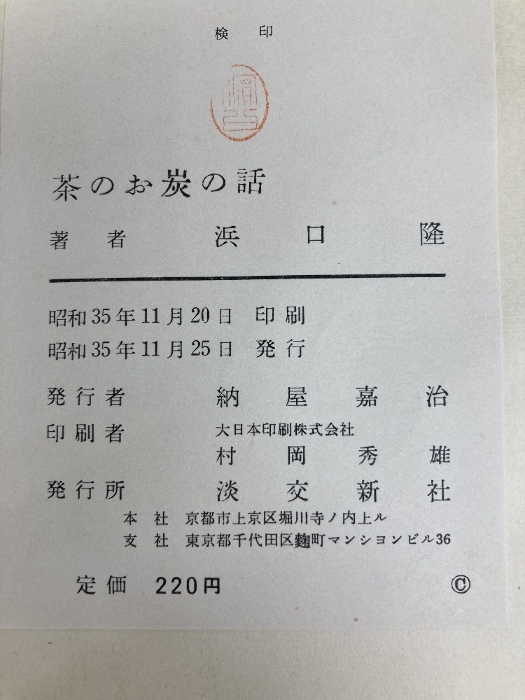 検印
茶のお炭の話
著者 浜口隆
昭和35年11月20日 印刷
昭和35年11月25日 発行
発行者 納屋嘉治
印刷者 大日本印刷株式会社
村岡秀雄
発行所 淡交新社
本社 京都市上京区堀川寺ノ内上ル
支社 東京都千代田区麴町マンションビル36
定価 220円 ©